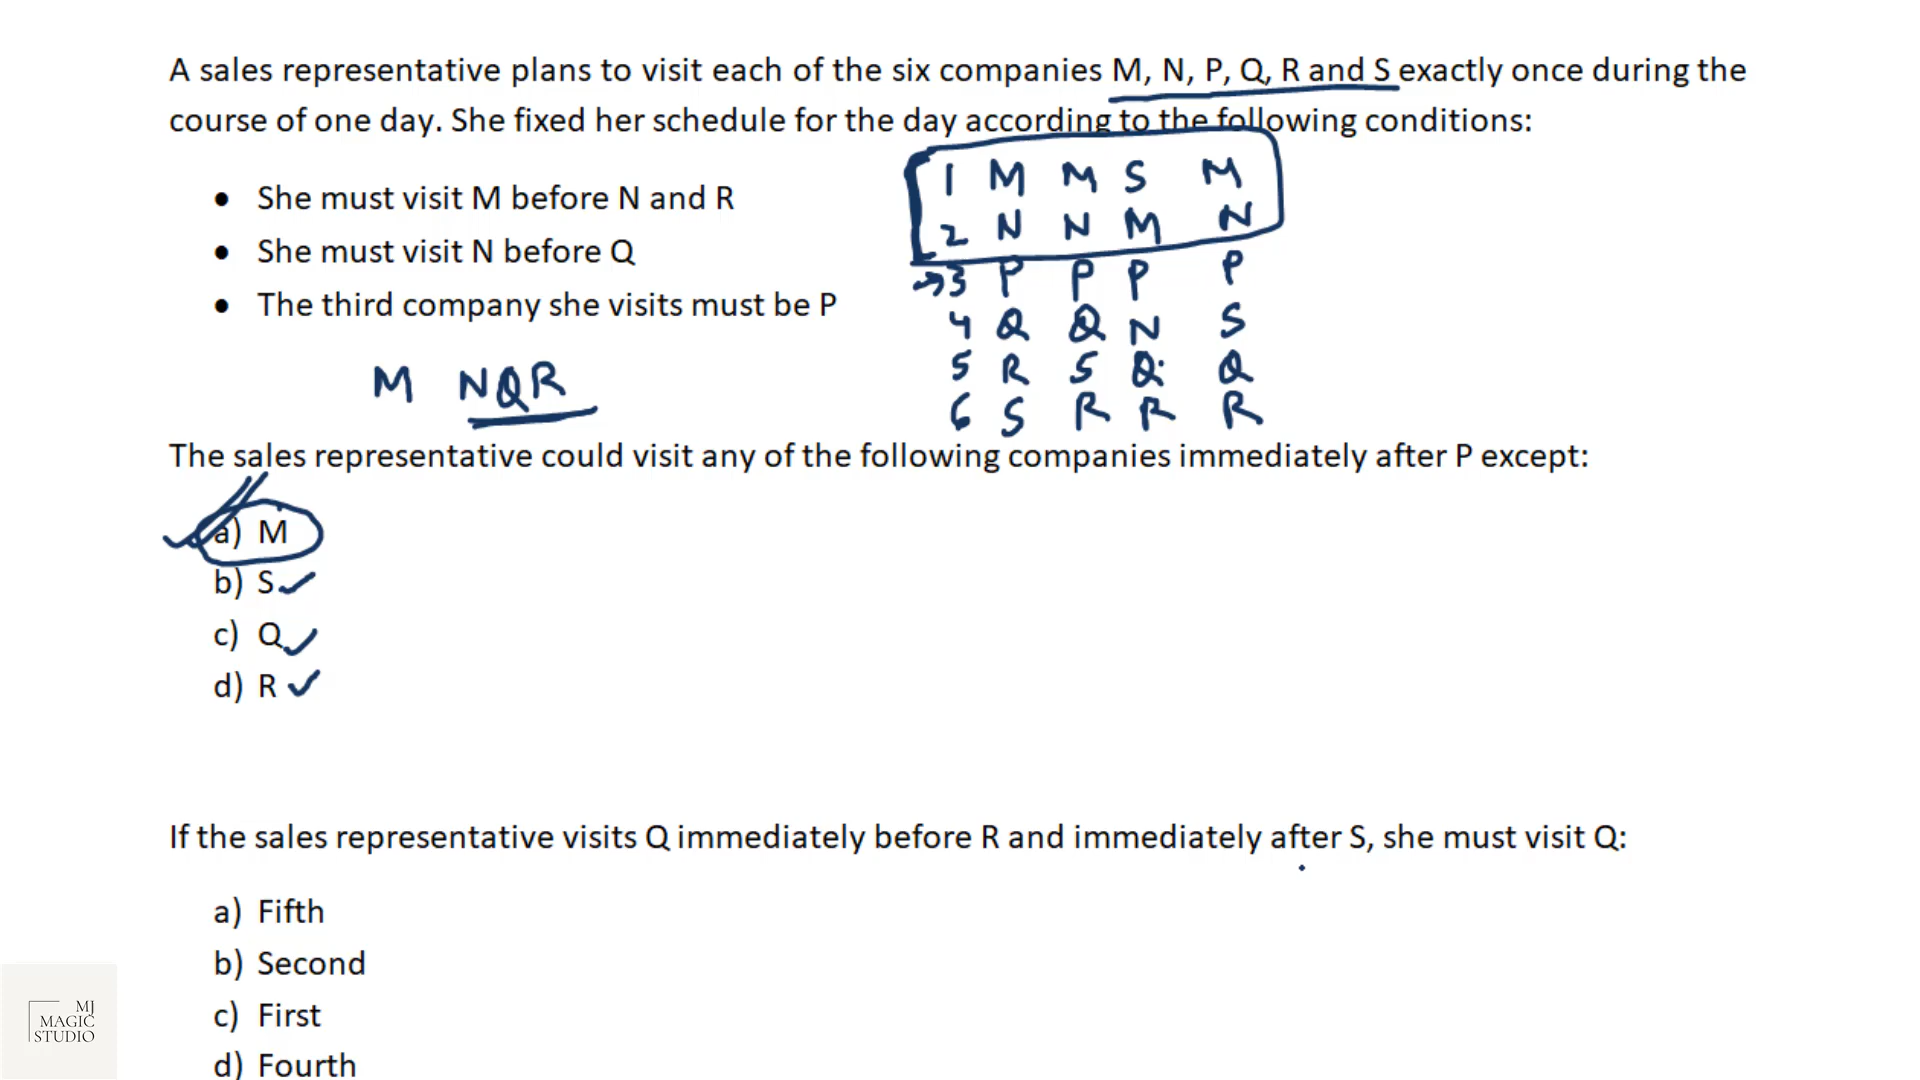 A sales representative plans to visit each of the six companies M, N, P, Q, R and S exactly once during the
course of one day. She fixed her schedule for the day according to the following conditions:
• She must visit M before N and R
• She must visit N before Q
• The third company she visits must be P
1 M M S M
2 N N M N
→3 P P P P
4 Q Q N S
5 R S Q Q
6 S R R R
M NQR
The sales representative could visit any of the following companies immediately after P except:
a) M
b) S
c) Q
d) R
If the sales representative visits Q immediately before R and immediately after S, she must visit Q:
a) Fifth
b) Second
c) First
d) Fourth
MJ
MAGIC
STUDIO